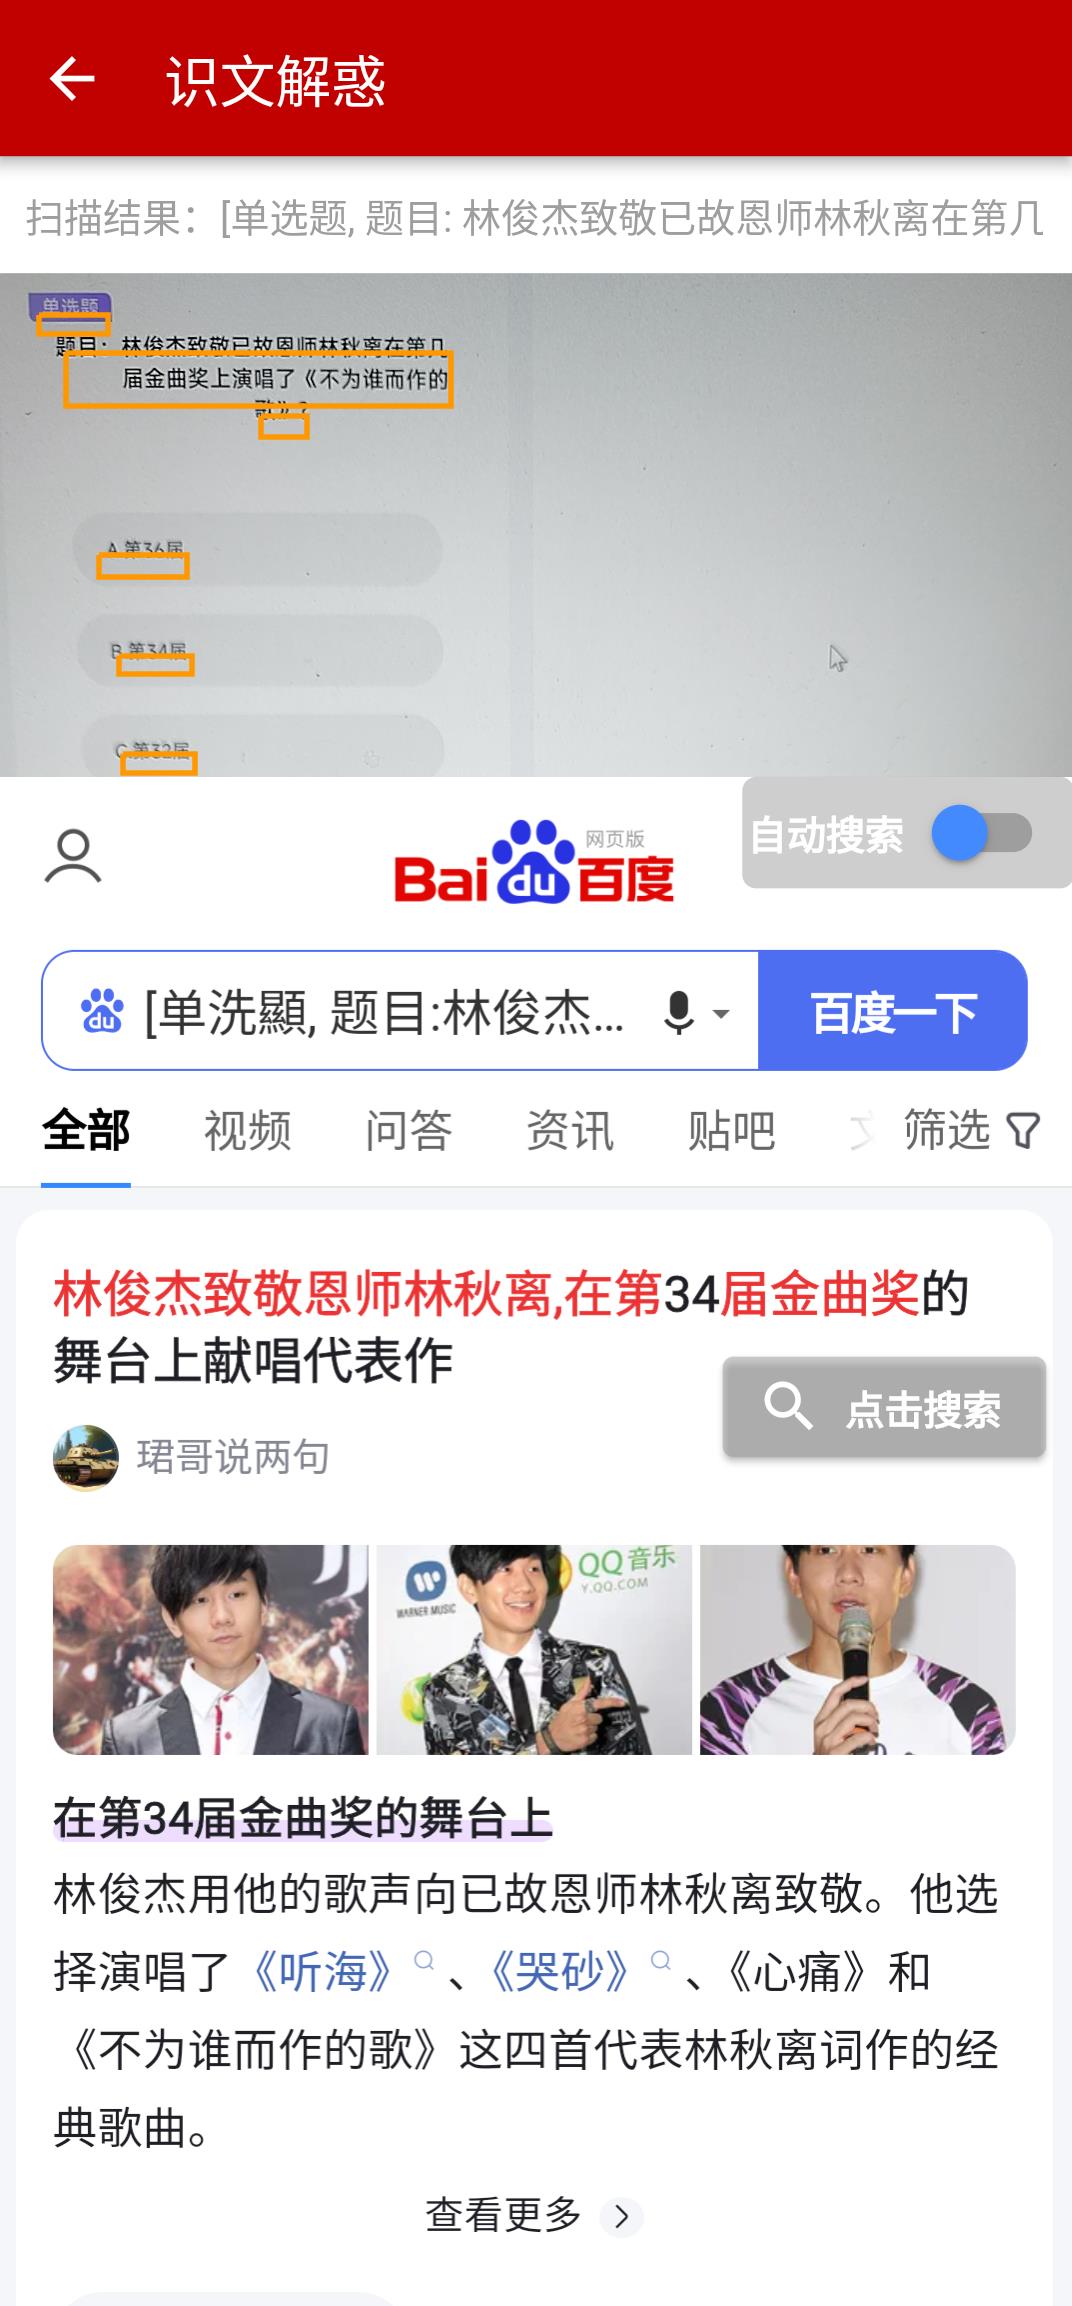 识文解惑
扫描结果：[单选题, 题目: 林俊杰致敬已故恩师林秋离在第几
单选题
题目：林俊杰致敬已故恩师林秋离在第几
届金曲奖上演唱了《不为谁而作的
歌》？
A.第36届
B.第34届
C.第32届
自动搜索
网页版
Bai du 百度
du [单洗顯, 题目:林俊杰... 百度一下
全部 视频 问答 资讯 贴吧 筛选
林俊杰致敬恩师林秋离,在第34届金曲奖的
舞台上献唱代表作
点击搜索
珺哥说两句
WARNER MUSIC
QQ音乐
Y.QQ.COM
在第34届金曲奖的舞台上
林俊杰用他的歌声向已故恩师林秋离致敬。他选
择演唱了《听海》、《哭砂》、《心痛》和
《不为谁而作的歌》这四首代表林秋离词作的经
典歌曲。
查看更多